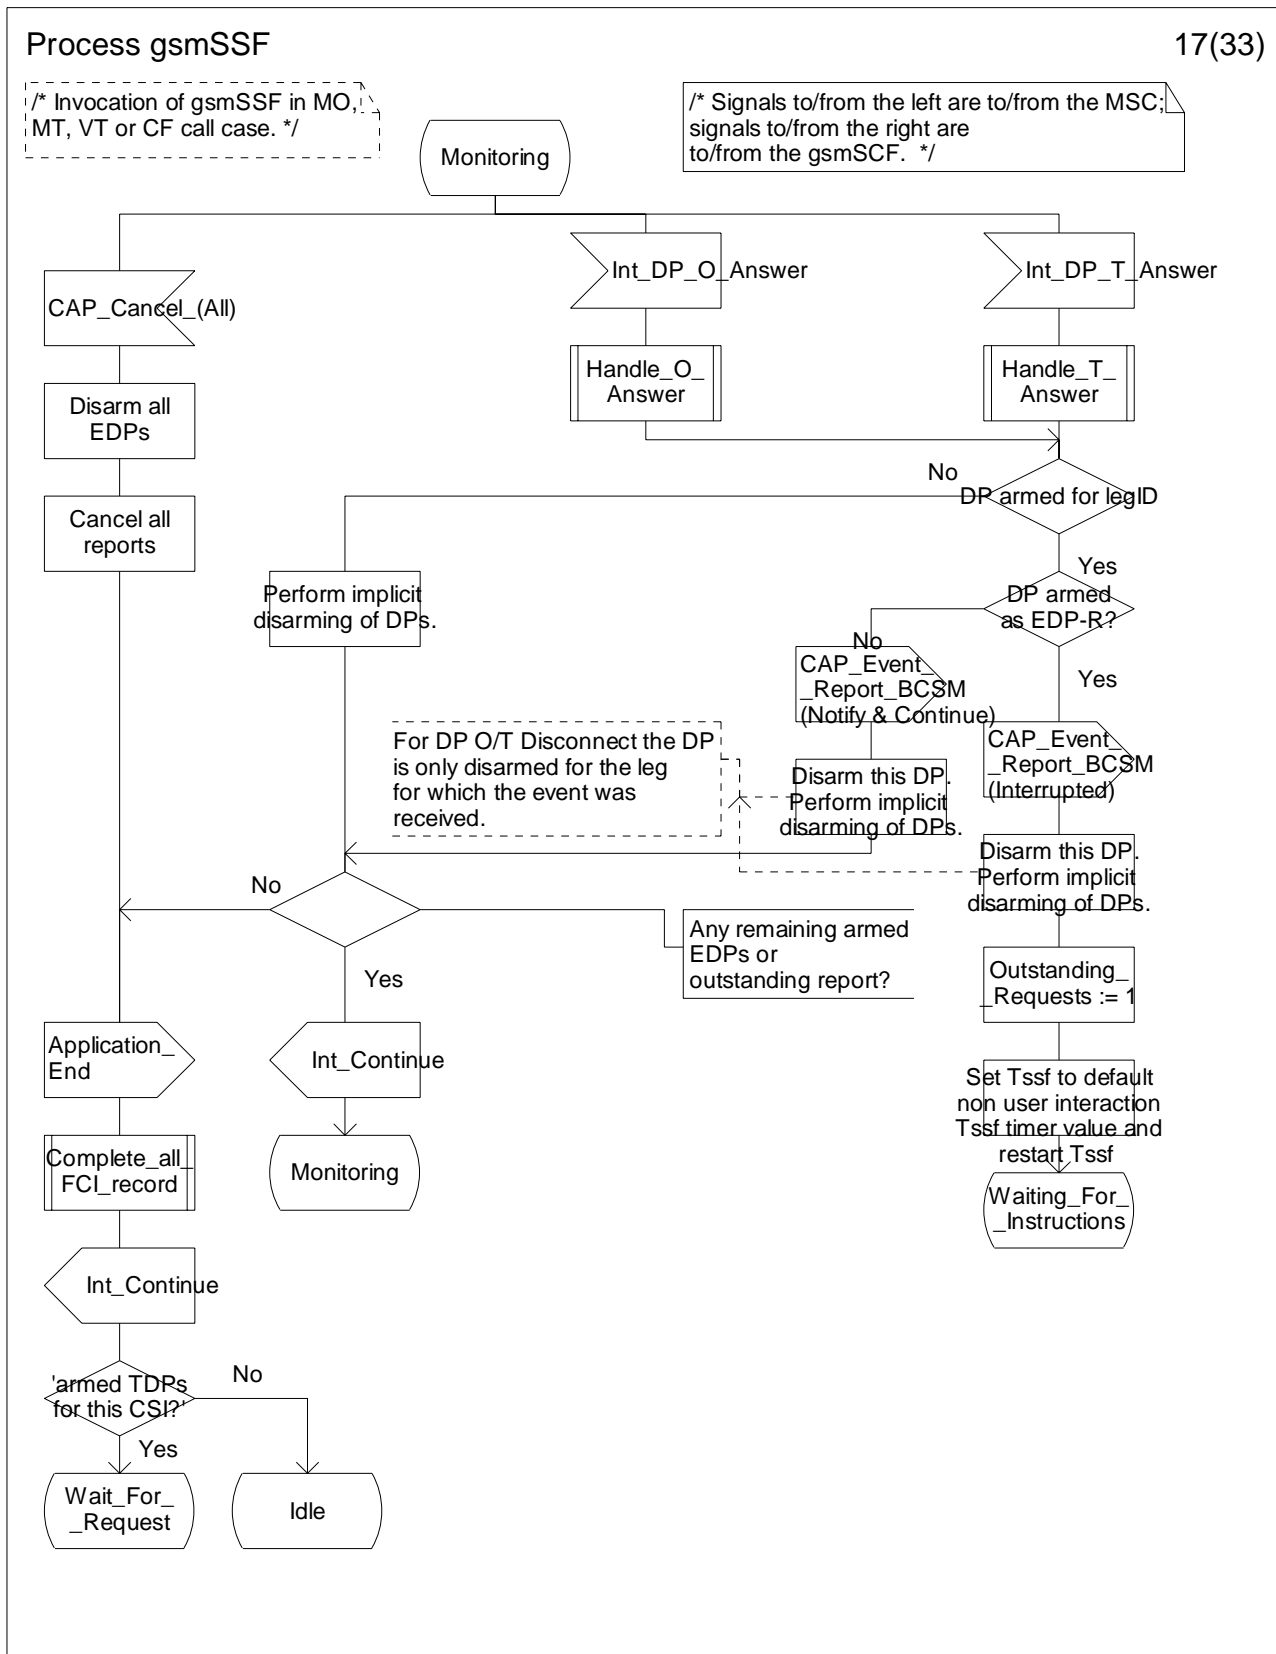 Process gsmSSF
17(33)
/* Invocation of gsmSSF in MO,
MT, VT or CF call case. */
/* Signals to/from the left are to/from the MSC;
signals to/from the right are
to/from the gsmSCF.  */
Monitoring
CAP_Cancel_(All)
Int_DP_O_Answer
Int_DP_T_Answer
Handle_O_
Answer
Handle_T_
Answer
Disarm all
EDPs
Cancel all
reports
No
DP armed for legID
Yes
Perform implicit
disarming of DPs.
DP armed
as EDP-R?
No
Yes
CAP_Event_
_Report_BCSM
(Notify & Continue)
CAP_Event_
_Report_BCSM
(Interrupted)
For DP O/T Disconnect the DP
is only disarmed for the leg
for which the event was
received.
Disarm this DP.
Perform implicit
disarming of DPs.
Disarm this DP.
Perform implicit
disarming of DPs.
No
Yes
Any remaining armed
EDPs or
outstanding report?
Outstanding_
_Requests := 1
Application_
End
Int_Continue
Set Tssf to default
non user interaction
Tssf timer value and
restart Tssf
Complete_all_
FCI_record
Monitoring
Waiting_For_
_Instructions
Int_Continue
'armed TDPs
for this CSI?'
No
Yes
Wait_For_
_Request
Idle